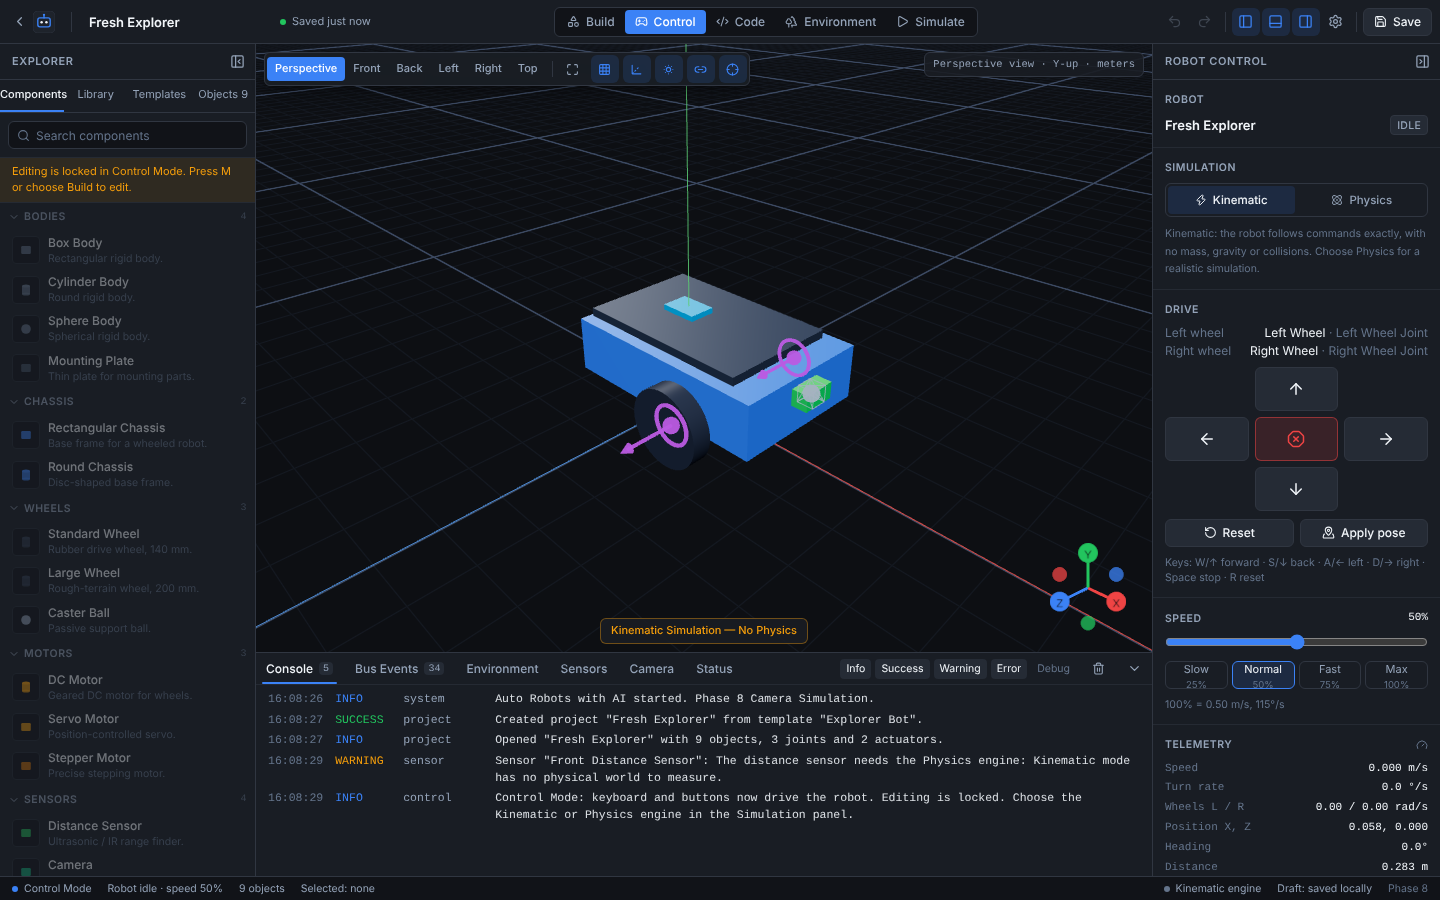 Fresh Explorer
Saved just now
Build
Control
Code
Environment
Simulate
Save
EXPLORER
Components
Library
Templates
Objects 9
Search components
Editing is locked in Control Mode. Press M
or choose Build to edit.
BODIES 4
Box Body
Rectangular rigid body.
Cylinder Body
Round rigid body.
Sphere Body
Spherical rigid body.
Mounting Plate
Thin plate for mounting parts.
CHASSIS 2
Rectangular Chassis
Base frame for a wheeled robot.
Round Chassis
Disc-shaped base frame.
WHEELS 3
Standard Wheel
Rubber drive wheel, 140 mm.
Large Wheel
Rough-terrain wheel, 200 mm.
Caster Ball
Passive support ball.
MOTORS 3
DC Motor
Geared DC motor for wheels.
Servo Motor
Position-controlled servo.
Stepper Motor
Precise stepping motor.
SENSORS 4
Distance Sensor
Ultrasonic / IR range finder.
Camera
Perspective
Front
Back
Left
Right
Top
Perspective view · Y-up · meters
Y
Z
X
Kinematic Simulation — No Physics
Console 5
Bus Events 34
Environment
Sensors
Camera
Status
Info
Success
Warning
Error
Debug
16:08:26 INFO system Auto Robots with AI started. Phase 8 Camera Simulation.
16:08:27 SUCCESS project Created project "Fresh Explorer" from template "Explorer Bot".
16:08:27 INFO project Opened "Fresh Explorer" with 9 objects, 3 joints and 2 actuators.
16:08:29 WARNING sensor Sensor "Front Distance Sensor": The distance sensor needs the Physics engine: Kinematic mode
has no physical world to measure.
16:08:29 INFO control Control Mode: keyboard and buttons now drive the robot. Editing is locked. Choose the
Kinematic or Physics engine in the Simulation panel.
ROBOT CONTROL
ROBOT
Fresh Explorer
IDLE
SIMULATION
Kinematic
Physics
Kinematic: the robot follows commands exactly, with
no mass, gravity or collisions. Choose Physics for a
realistic simulation.
DRIVE
Left wheel Left Wheel · Left Wheel Joint
Right wheel Right Wheel · Right Wheel Joint
Reset
Apply pose
Keys: W/↑ forward · S/↓ back · A/← left · D/→ right ·
Space stop · R reset
SPEED 50%
Slow
25%
Normal
50%
Fast
75%
Max
100%
100% = 0.50 m/s, 115°/s
TELEMETRY
Speed 0.000 m/s
Turn rate 0.0 °/s
Wheels L / R 0.00 / 0.00 rad/s
Position X, Z 0.058, 0.000
Heading 0.0°
Distance 0.283 m
Control Mode
Robot idle · speed 50%
9 objects
Selected: none
Kinematic engine
Draft: saved locally
Phase 8